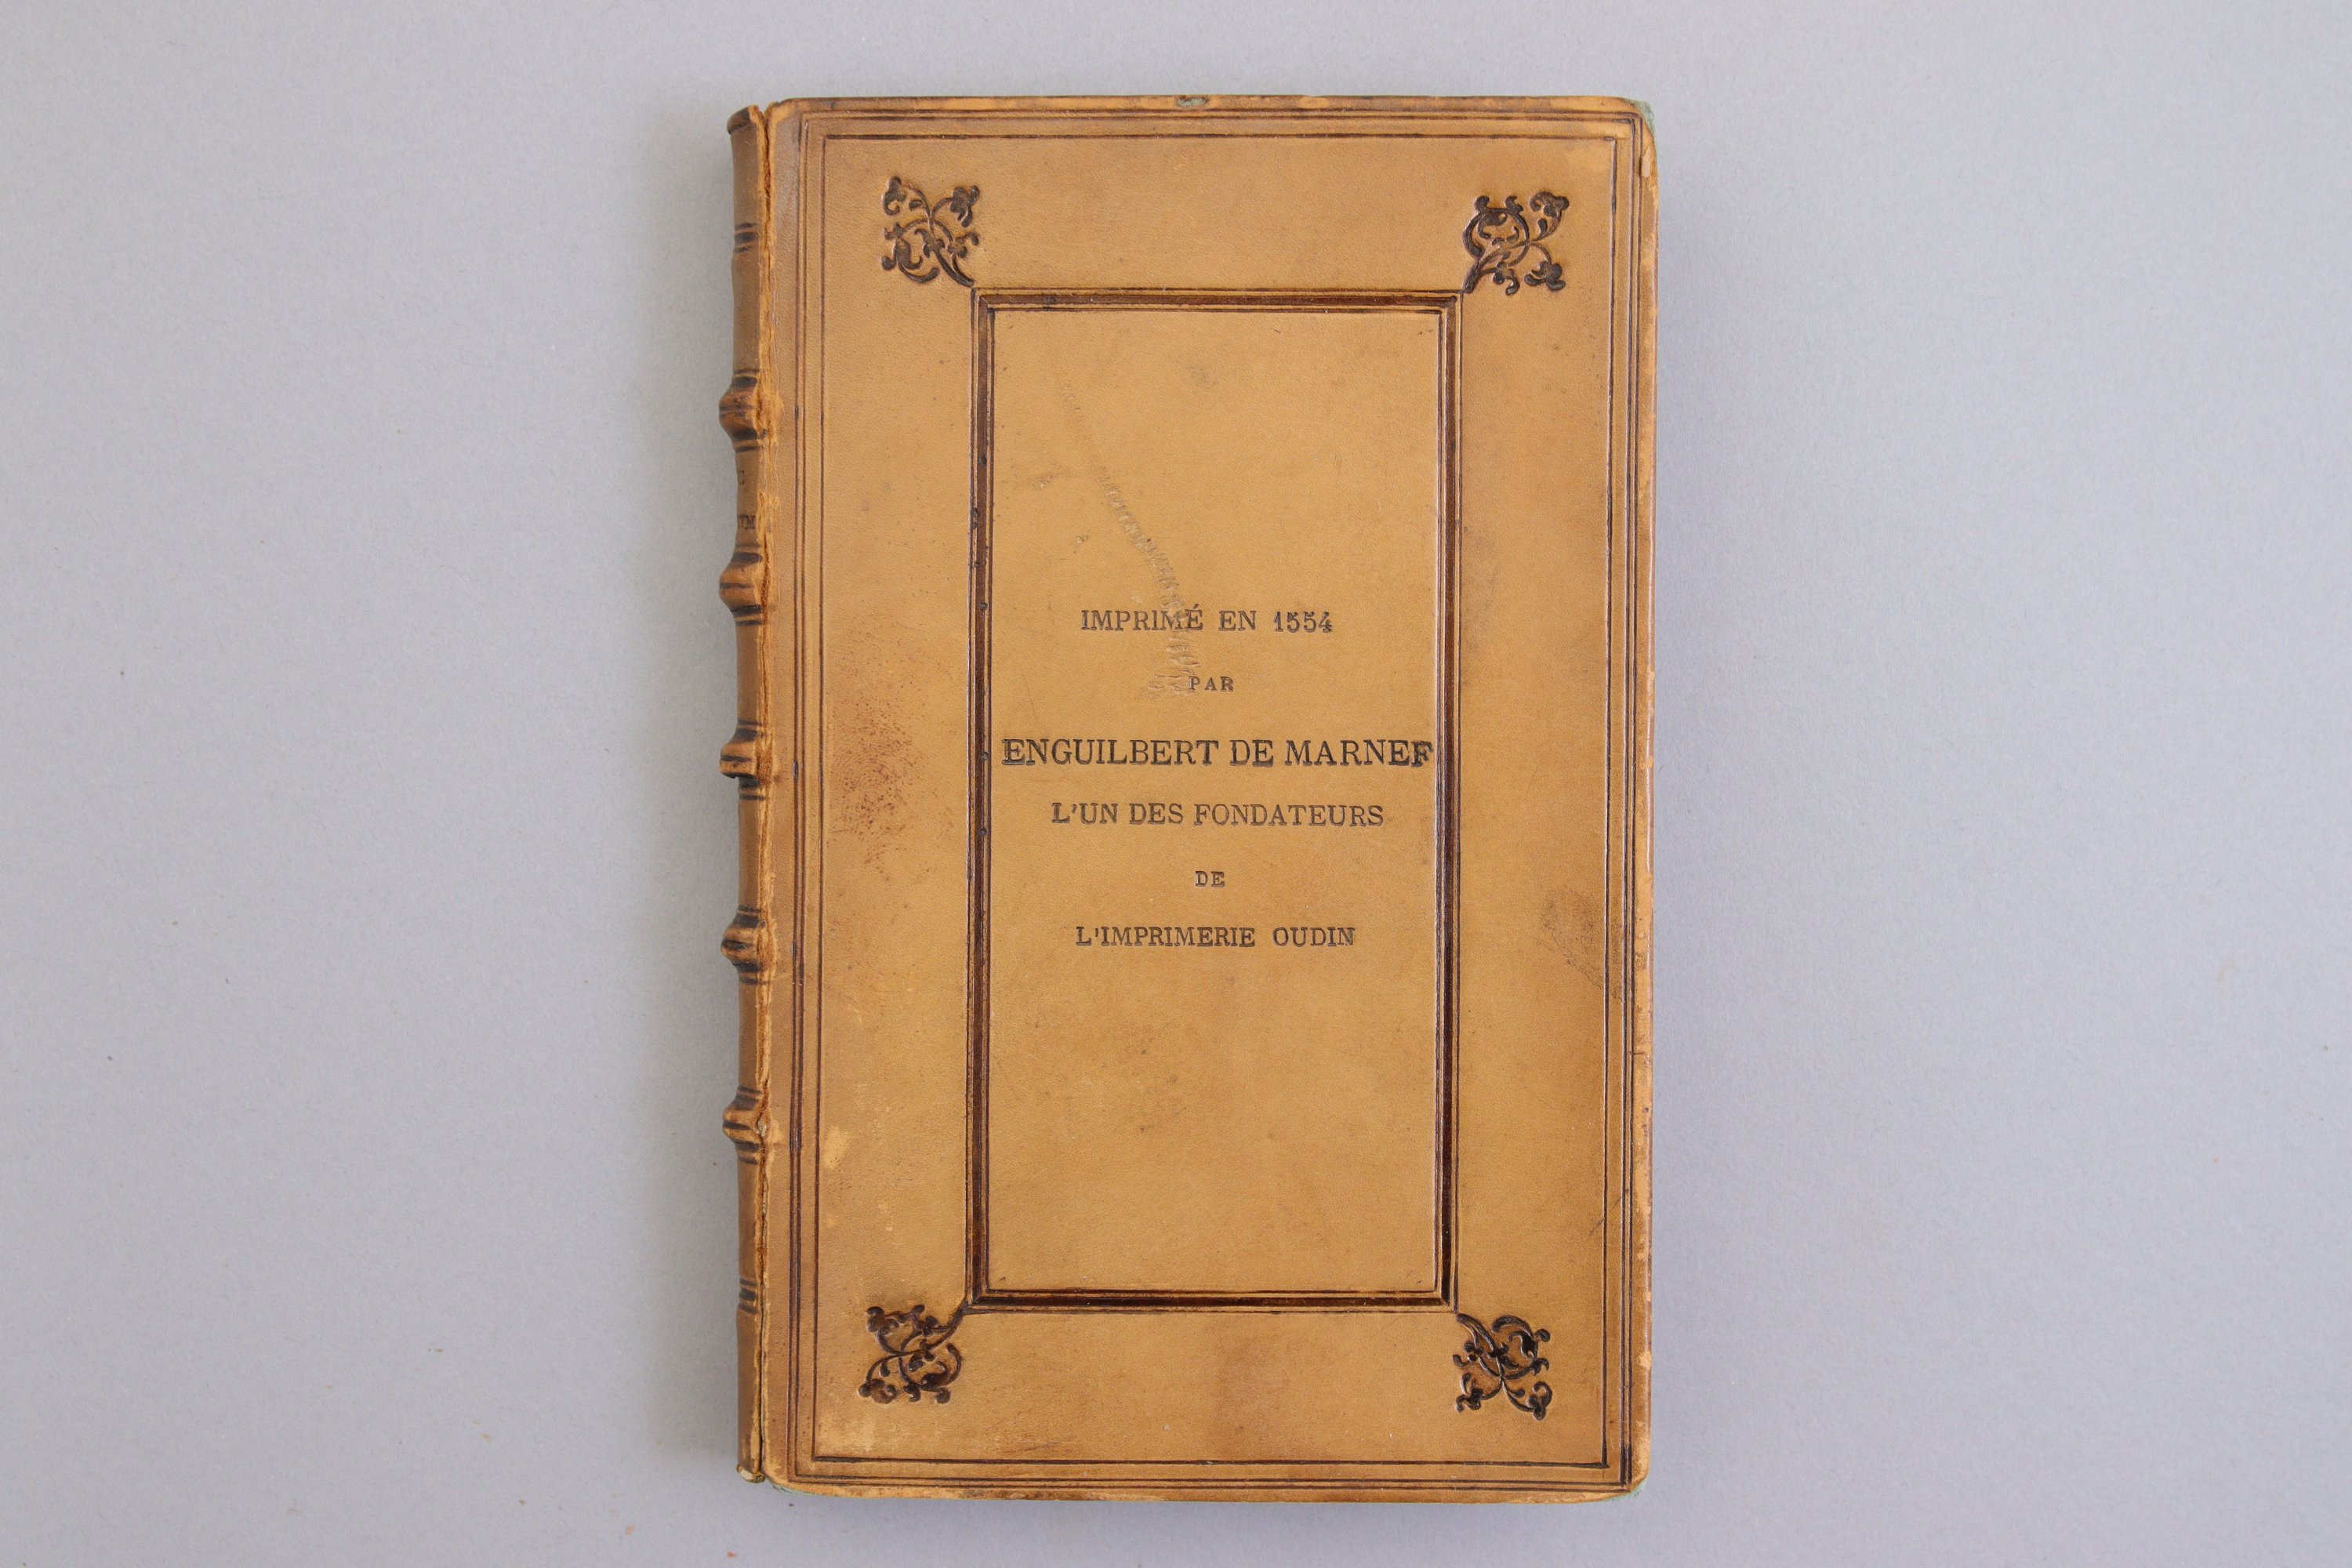 IMPRIMÉ EN 1554
PAR
ENGUILBERT DE MARNEF
L'UN DES FONDATEURS
DE
L'IMPRIMERIE OUDIN